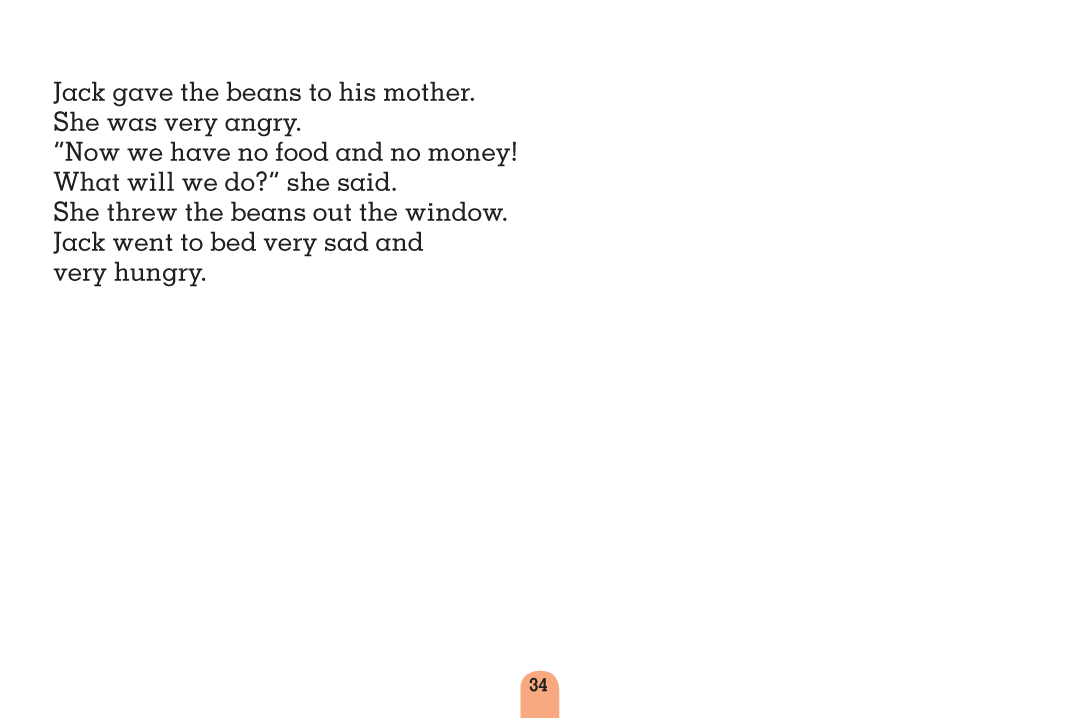 Jack gave the beans to his mother.
She was very angry.
“Now we have no food and no money!
What will we do?” she said.
She threw the beans out the window.
Jack went to bed very sad and
very hungry.
34